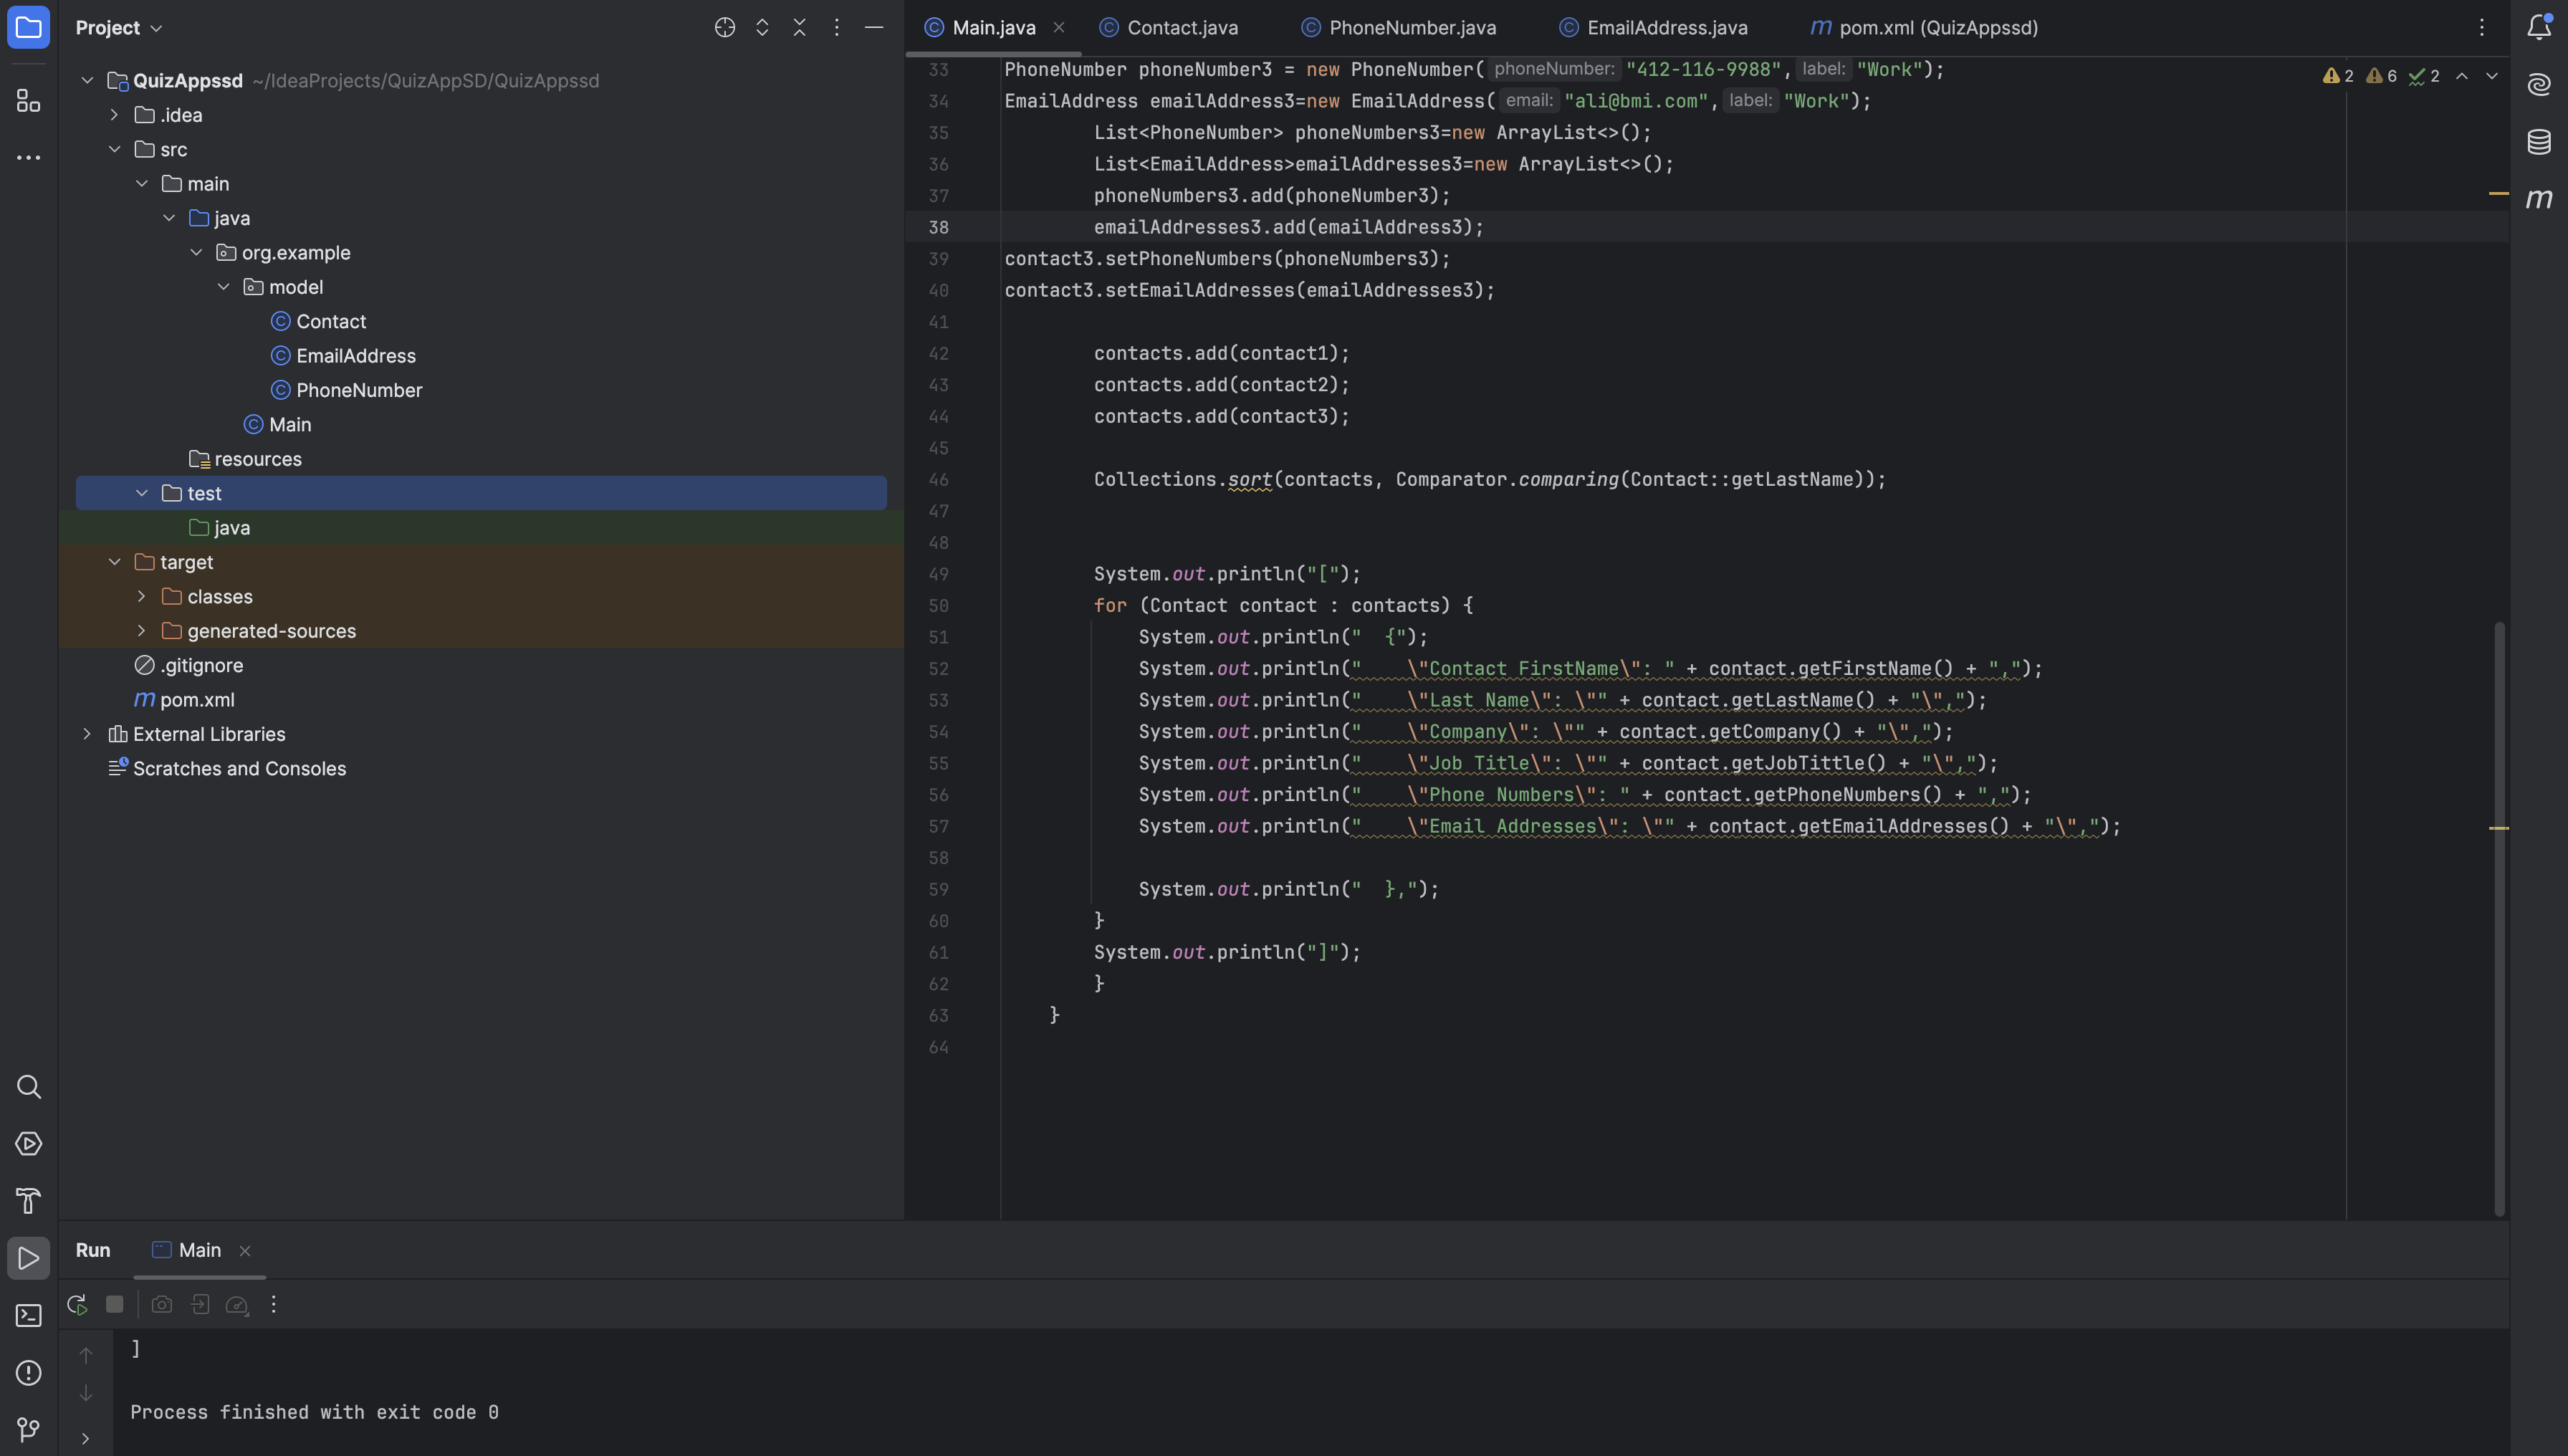 Project
QuizAppssd ~/IdeaProjects/QuizAppSD/QuizAppssd
.idea
src
main
java
org.example
model
Contact
EmailAddress
PhoneNumber
Main
resources
test
java
target
classes
generated-sources
.gitignore
m pom.xml
External Libraries
Scratches and Consoles
Main.java Contact.java PhoneNumber.java EmailAddress.java m pom.xml (QuizAppssd)
2 6 2
33 PhoneNumber phoneNumber3 = new PhoneNumber( phoneNumber: "412-116-9988", label: "Work");
34 EmailAddress emailAddress3=new EmailAddress( email: "ali@bmi.com", label: "Work");
35 List<PhoneNumber> phoneNumbers3=new ArrayList<>();
36 List<EmailAddress>emailAddresses3=new ArrayList<>();
37 phoneNumbers3.add(phoneNumber3);
38 emailAddresses3.add(emailAddress3);
39 contact3.setPhoneNumbers(phoneNumbers3);
40 contact3.setEmailAddresses(emailAddresses3);
41
42 contacts.add(contact1);
43 contacts.add(contact2);
44 contacts.add(contact3);
45
46 Collections.sort(contacts, Comparator.comparing(Contact::getLastName));
47
48
49 System.out.println("[");
50 for (Contact contact : contacts) {
51 System.out.println("  {");
52 System.out.println("    \"Contact FirstName\": " + contact.getFirstName() + ",");
53 System.out.println("    \"Last Name\": \"" + contact.getLastName() + "\",");
54 System.out.println("    \"Company\": \"" + contact.getCompany() + "\",");
55 System.out.println("    \"Job Title\": \"" + contact.getJobTittle() + "\",");
56 System.out.println("    \"Phone Numbers\": " + contact.getPhoneNumbers() + ",");
57 System.out.println("    \"Email Addresses\": \"" + contact.getEmailAddresses() + "\",");
58
59 System.out.println("  },");
60 }
61 System.out.println("]");
62 }
63 }
64
m
Run Main
]
Process finished with exit code 0